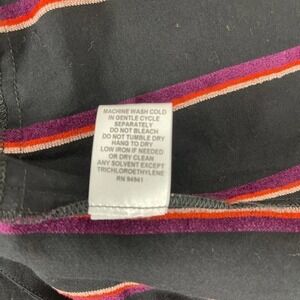 MACHINE WASH COLD
IN GENTLE CYCLE
SEPARATELY
DO NOT BLEACH
DO NOT TUMBLE DRY
HANG TO DRY
LOW IRON IF NEEDED
OR DRY CLEAN
ANY SOLVENT EXCEPT
TRICHLOROETHYLENE
RN 94941